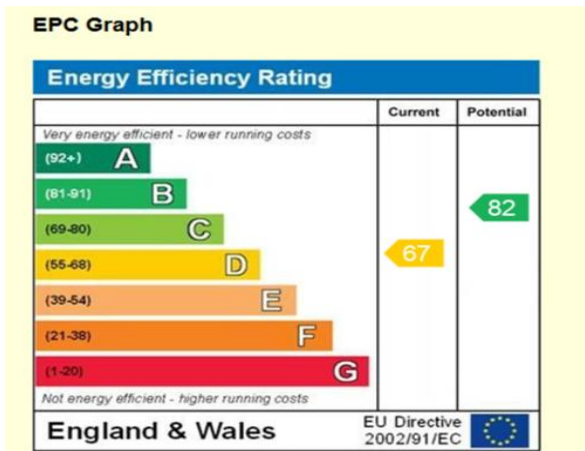 EPC Graph
Energy Efficiency Rating
Current Potential
Very energy efficient - lower running costs
(92+) A
(81-91) B
82
(69-80) C
(55-68) D
67
(39-54) E
(21-38) F
(1-20) G
Not energy efficient - higher running costs
England & Wales
EU Directive
2002/91/EC